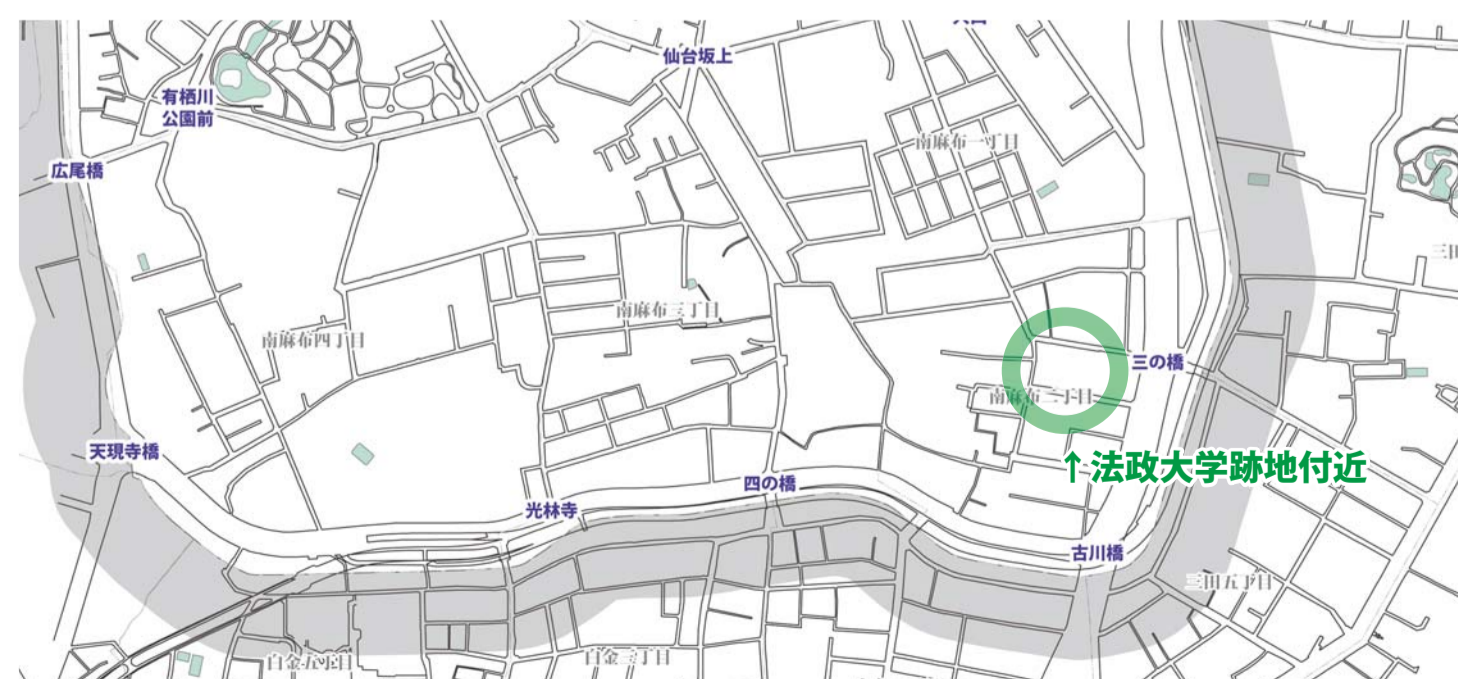 仙台坂上
有栖川
公園前
南麻布一丁目
広尾橋
南麻布三丁目
南麻布四丁目
三の橋
南麻布二丁目
天現寺橋
↑法政大学跡地付近
四の橋
光林寺
古川橋
三田五丁目
白金五丁目
白金三丁目